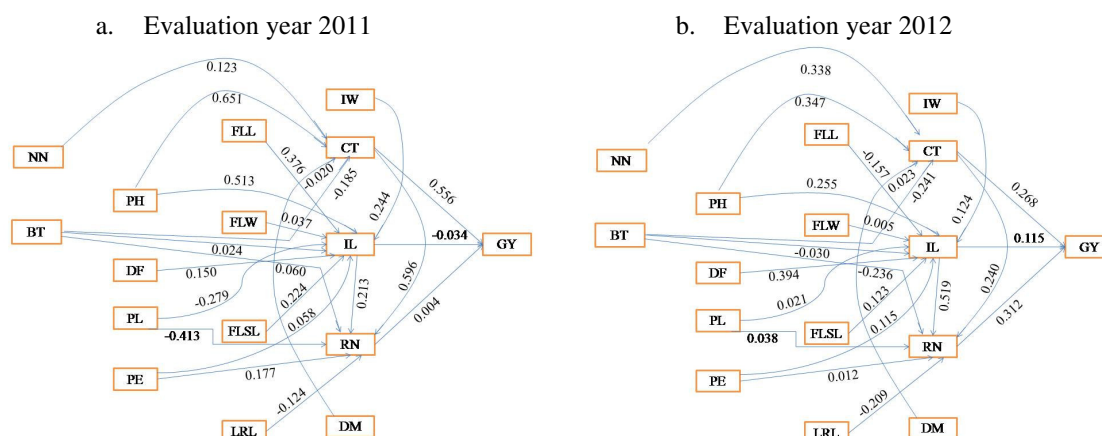 a. Evaluation year 2011
0.123
0.651
IW
FLL
CT
NN
0.376
-0.020
-0.185
0.556
PH
0.513
0.244
FLW
0.037
BT
IL
-0.034
GY
0.024
DF
0.150
0.060
0.596
-0.279
0.224
0.213
PL
0.058
0.004
-0.413
FLSL
RN
PE
0.177
-0.124
LRL
DM
b. Evaluation year 2012
0.338
0.347
IW
FLL
CT
NN
-0.157
0.023
-0.241
0.268
PH
0.255
0.124
FLW
0.005
BT
IL
0.115
GY
-0.030
DF
0.394
-0.236
0.240
0.021
0.123
0.519
PL
0.115
0.312
0.038
FLSL
RN
PE
0.012
-0.209
LRL
DM